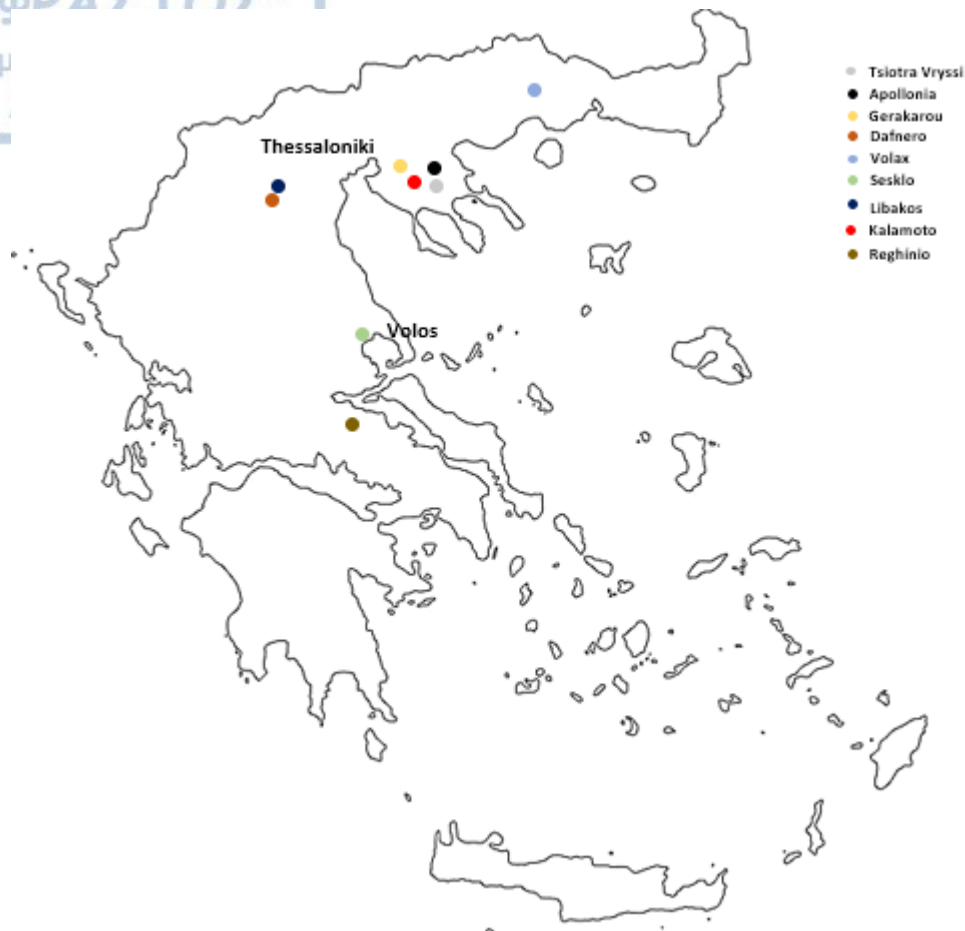 Thessaloniki
Volos
Tsiotra Vryssi
Apollonia
Gerakarou
Dafnero
Volax
Sesklo
Libakos
Kalamoto
Reghinio